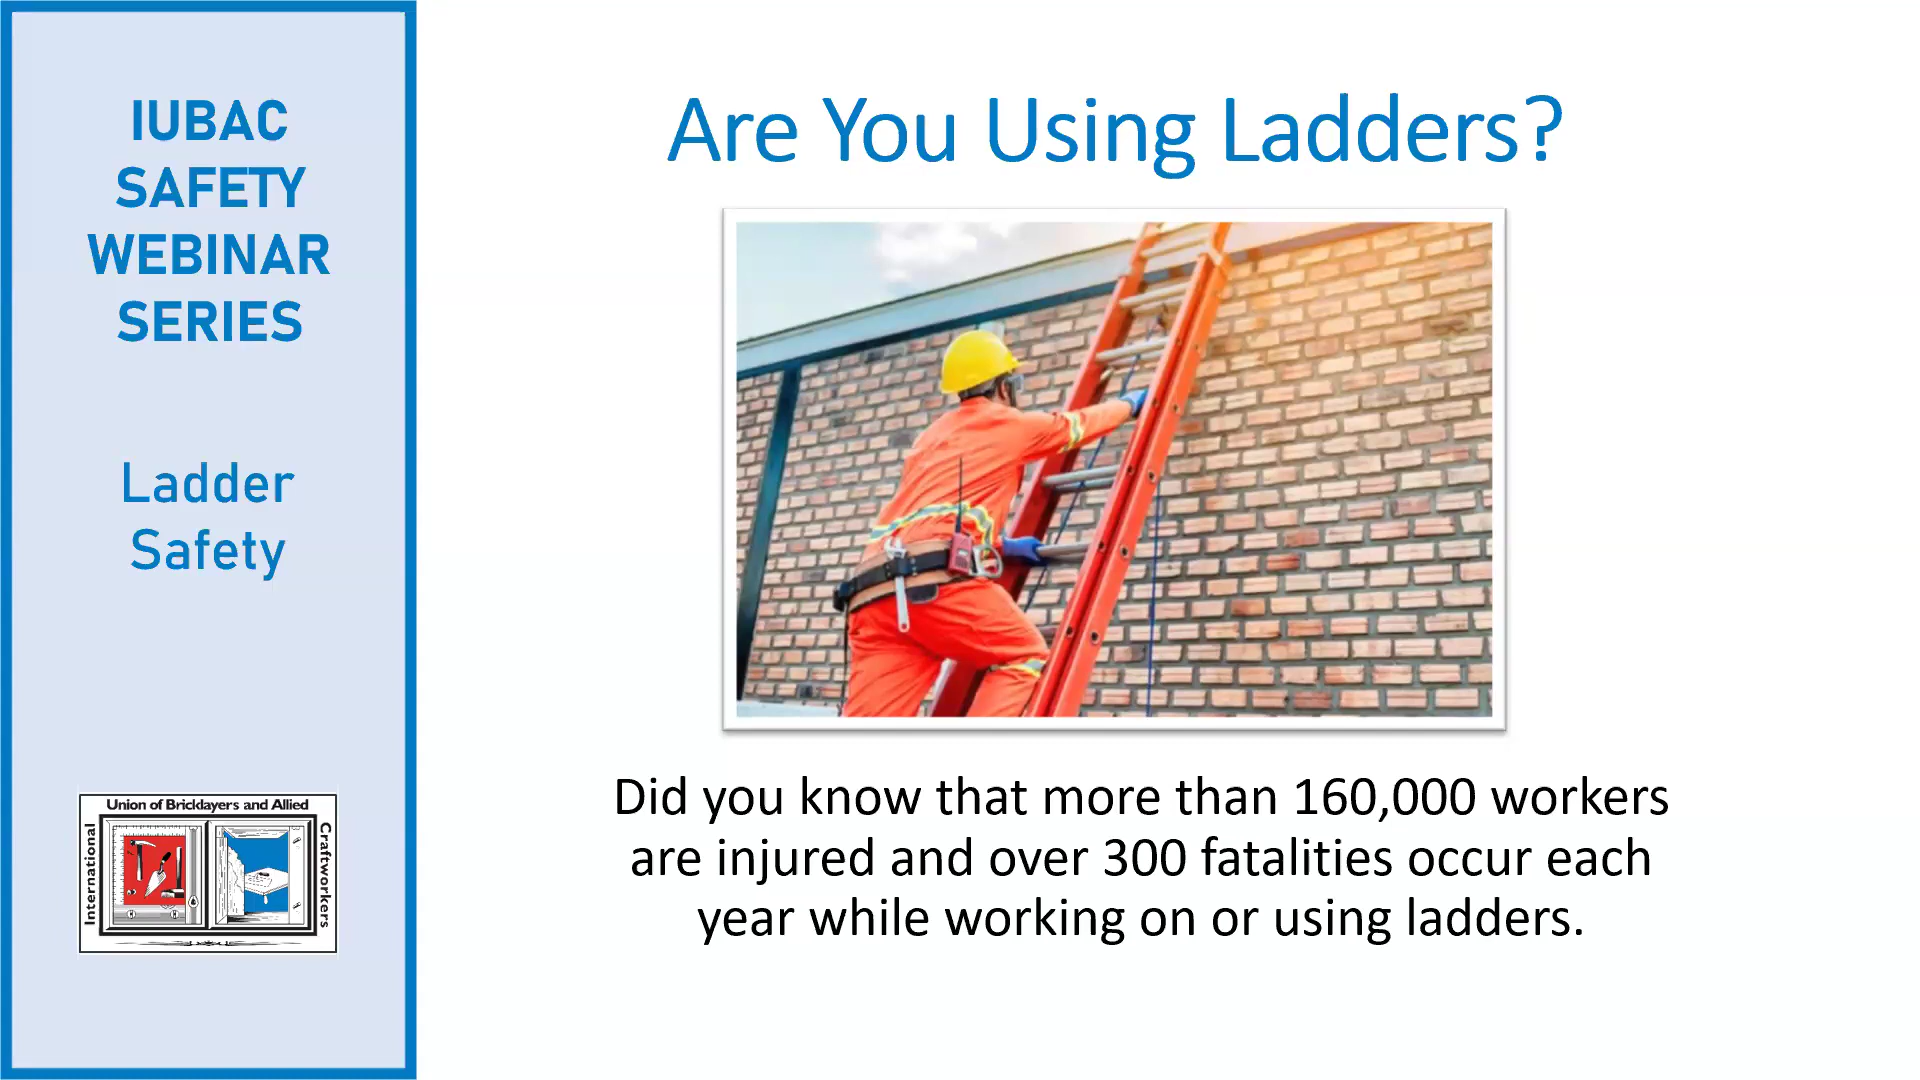 IUBAC
SAFETY
WEBINAR
SERIES
Ladder
Safety
Union of Bricklayers and Allied
International
Craftworkers
Are You Using Ladders?
Did you know that more than 160,000 workers
are injured and over 300 fatalities occur each
year while working on or using ladders.